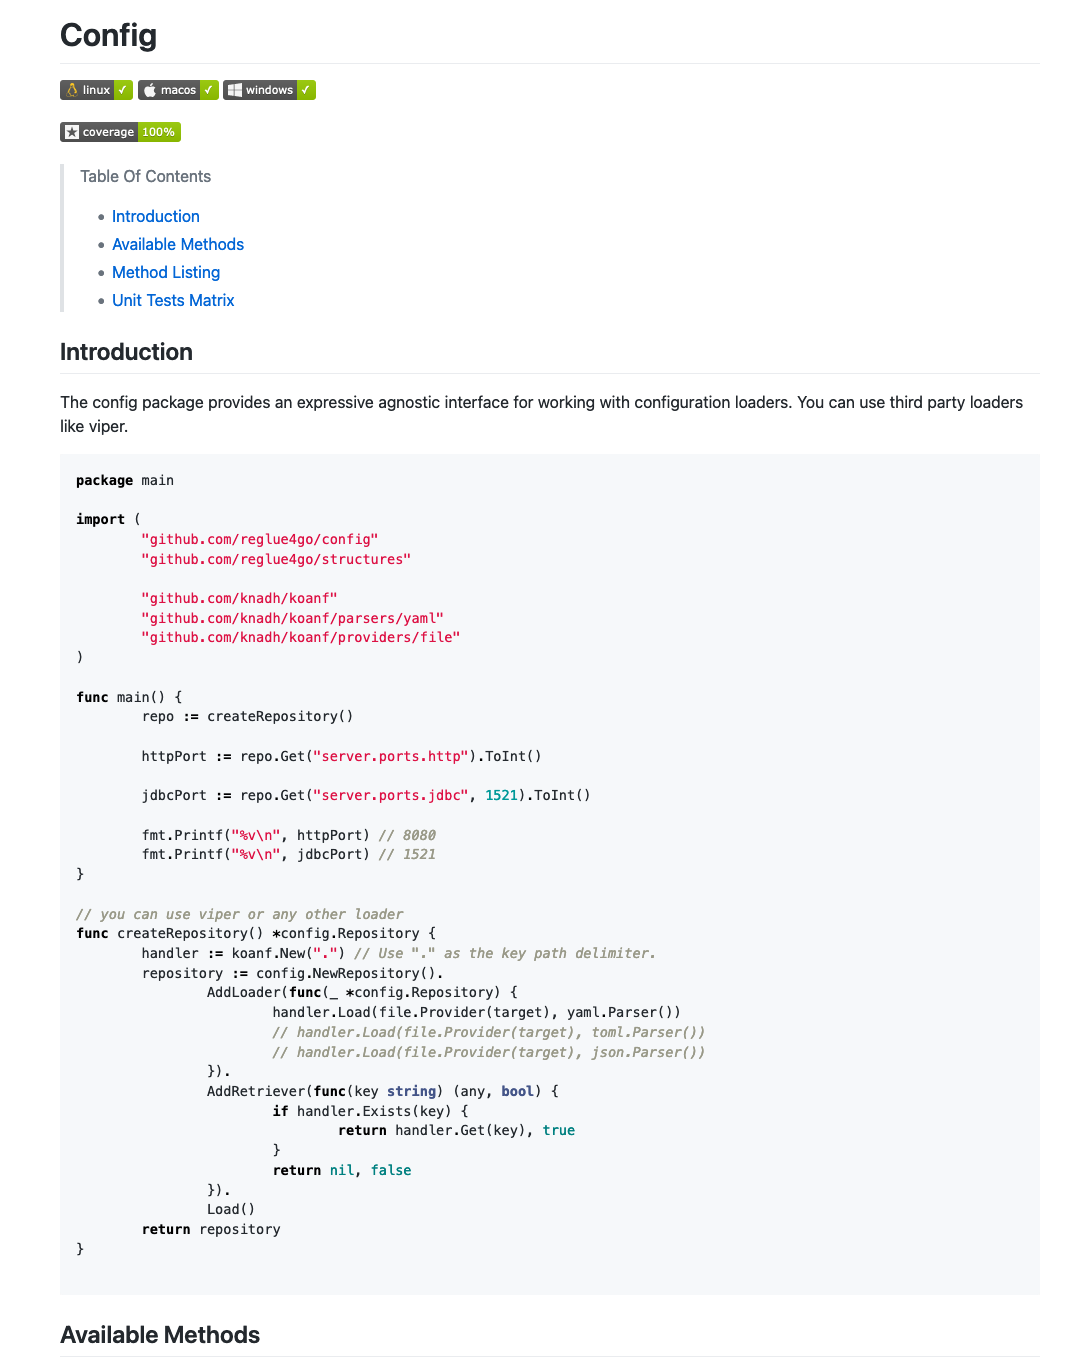 Config
linux ✓ macos ✓ windows ✓
coverage 100%
Table Of Contents
• Introduction
• Available Methods
• Method Listing
• Unit Tests Matrix
Introduction
The config package provides an expressive agnostic interface for working with configuration loaders. You can use third party loaders
like viper.
package main

import (
        "github.com/reglue4go/config"
        "github.com/reglue4go/structures"

        "github.com/knadh/koanf"
        "github.com/knadh/koanf/parsers/yaml"
        "github.com/knadh/koanf/providers/file"
)

func main() {
        repo := createRepository()

        httpPort := repo.Get("server.ports.http").ToInt()

        jdbcPort := repo.Get("server.ports.jdbc", 1521).ToInt()

        fmt.Printf("%v\n", httpPort) // 8080
        fmt.Printf("%v\n", jdbcPort) // 1521
}

// you can use viper or any other loader
func createRepository() *config.Repository {
        handler := koanf.New(".") // Use "." as the key path delimiter.
        repository := config.NewRepository().
                AddLoader(func(_ *config.Repository) {
                        handler.Load(file.Provider(target), yaml.Parser())
                        // handler.Load(file.Provider(target), toml.Parser())
                        // handler.Load(file.Provider(target), json.Parser())
                }).
                AddRetriever(func(key string) (any, bool) {
                        if handler.Exists(key) {
                                return handler.Get(key), true
                        }
                        return nil, false
                }).
                Load()
        return repository
}
Available Methods